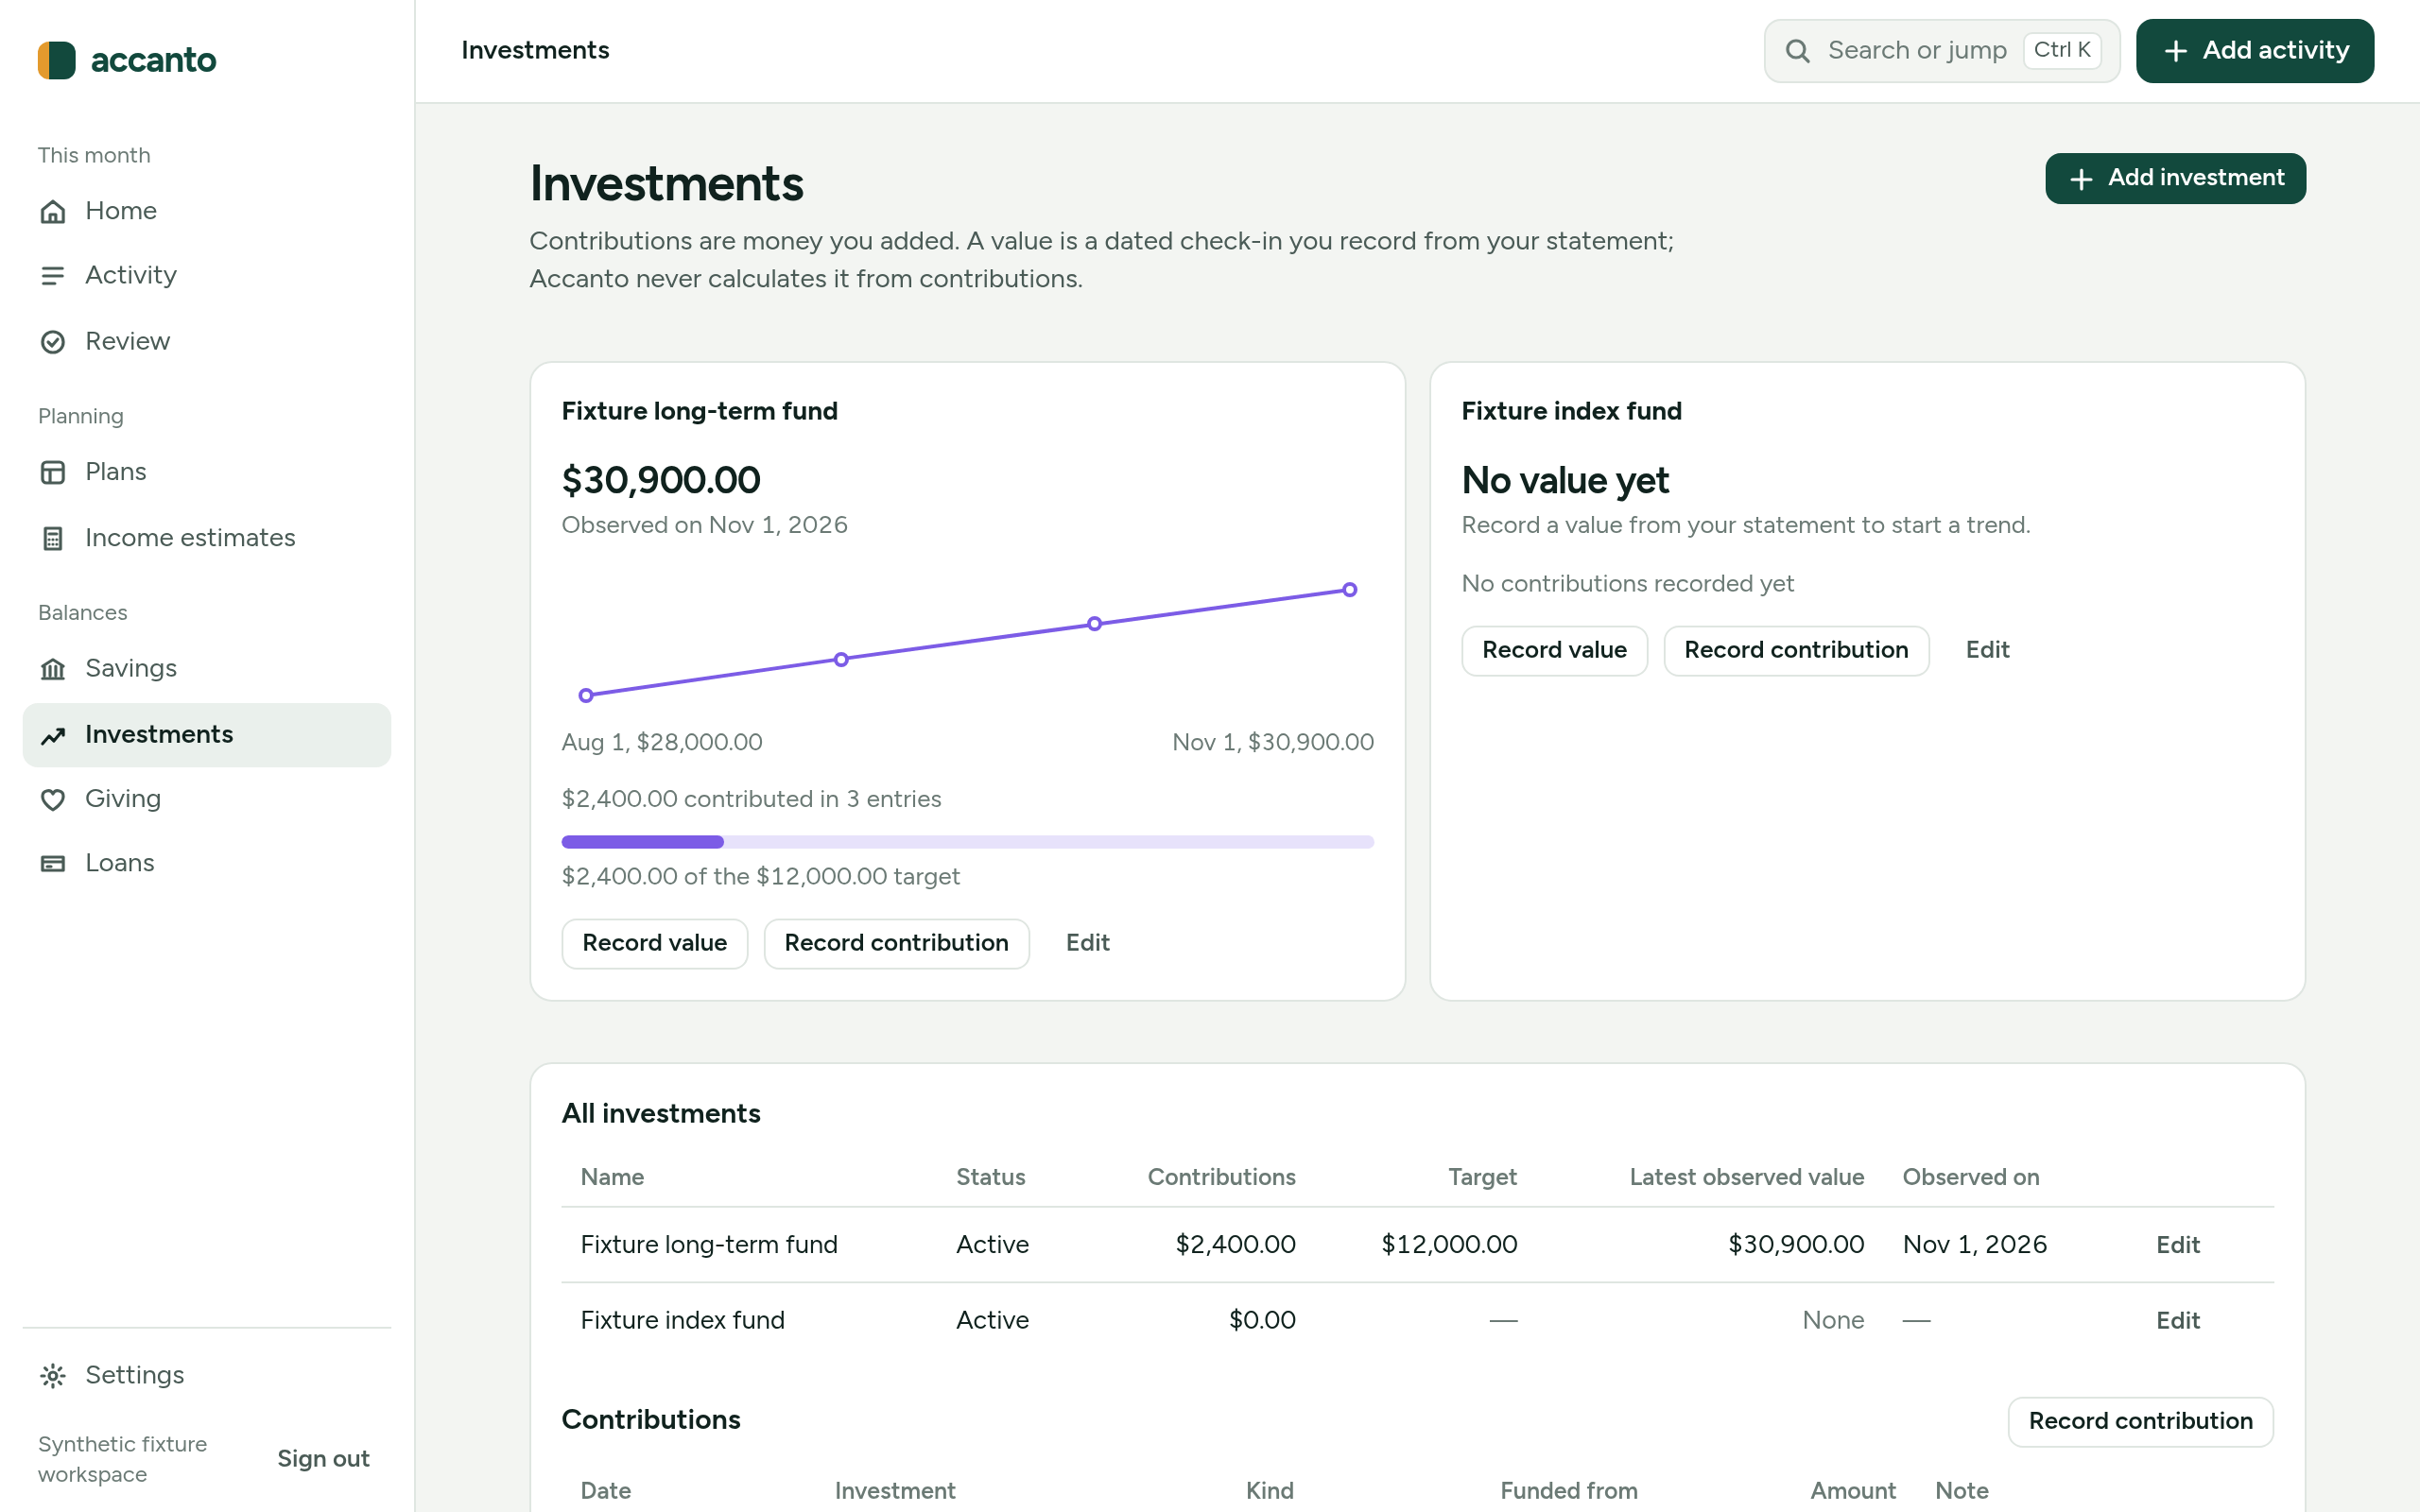 accanto
This month
Home
Activity
Review
Planning
Plans
Income estimates
Balances
Savings
Investments
Giving
Loans
Settings
Synthetic fixture
workspace
Sign out
Investments
Search or jump
Ctrl K
Add activity
Investments
Add investment
Contributions are money you added. A value is a dated check-in you record from your statement;
Accanto never calculates it from contributions.
Fixture long-term fund
$30,900.00
Observed on Nov 1, 2026
Aug 1, $28,000.00
Nov 1, $30,900.00
$2,400.00 contributed in 3 entries
$2,400.00 of the $12,000.00 target
Record value
Record contribution
Edit
Fixture index fund
No value yet
Record a value from your statement to start a trend.
No contributions recorded yet
Record value
Record contribution
Edit
All investments
Name Status Contributions Target Latest observed value Observed on
Fixture long-term fund Active $2,400.00 $12,000.00 $30,900.00 Nov 1, 2026 Edit
Fixture index fund Active $0.00 — None — Edit
Contributions
Record contribution
Date Investment Kind Funded from Amount Note